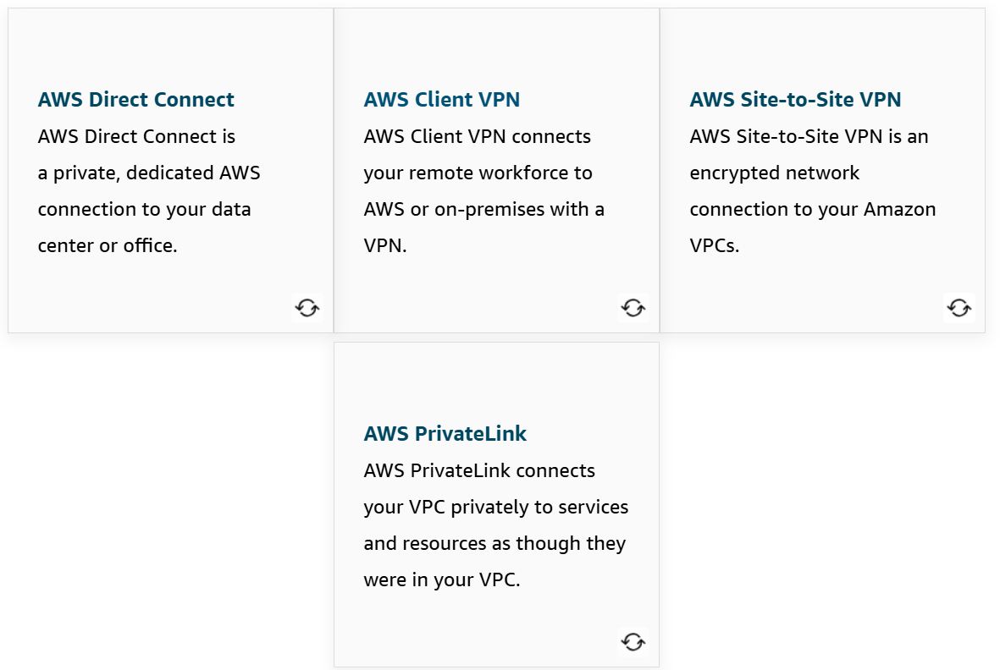 AWS Direct Connect
AWS Direct Connect is
a private, dedicated AWS
connection to your data
center or office.
AWS Client VPN
AWS Client VPN connects
your remote workforce to
AWS or on-premises with a
VPN.
AWS Site-to-Site VPN
AWS Site-to-Site VPN is an
encrypted network
connection to your Amazon
VPCs.
AWS PrivateLink
AWS PrivateLink connects
your VPC privately to services
and resources as though they
were in your VPC.